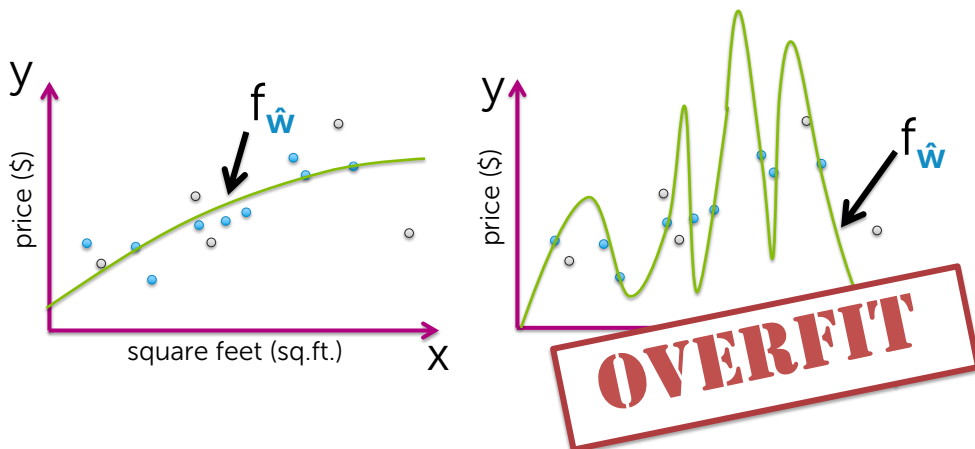 y
f
ŵ
price ($)
square feet (sq.ft.)
x
y
f
ŵ
price ($)
OVERFIT